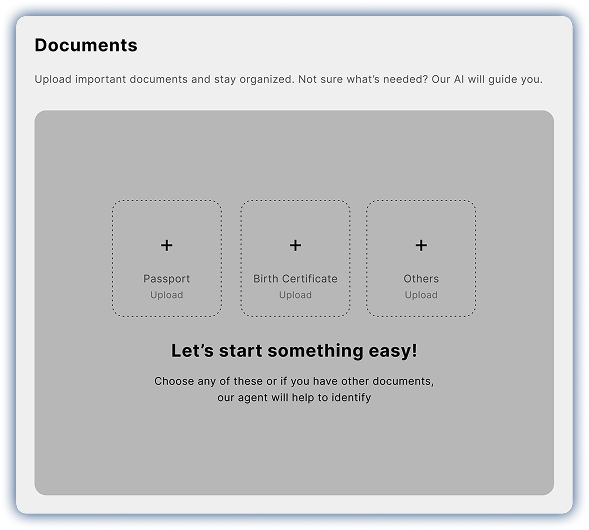 Documents
Upload important documents and stay organized. Not sure what’s needed? Our AI will guide you.
+ + +
Passport Birth Certificate Others
Upload Upload Upload
Let’s start something easy!
Choose any of these or if you have other documents,
our agent will help to identify